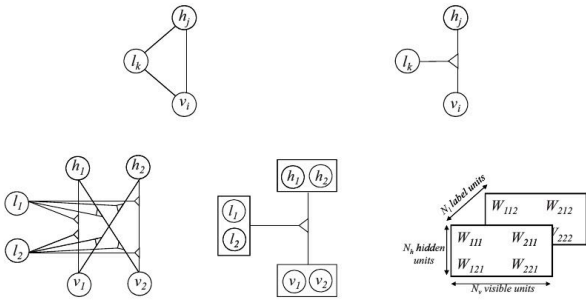 h_j
l_k
v_i
h_j
l_k
v_i
h_1 h_2
l_1
l_2
v_1 v_2
h_1 h_2
l_1
l_2
v_1 v_2
N_l label units
W_112 W_212
W_222
N_h hidden units
W_111 W_211
W_121 W_221
N_v visible units